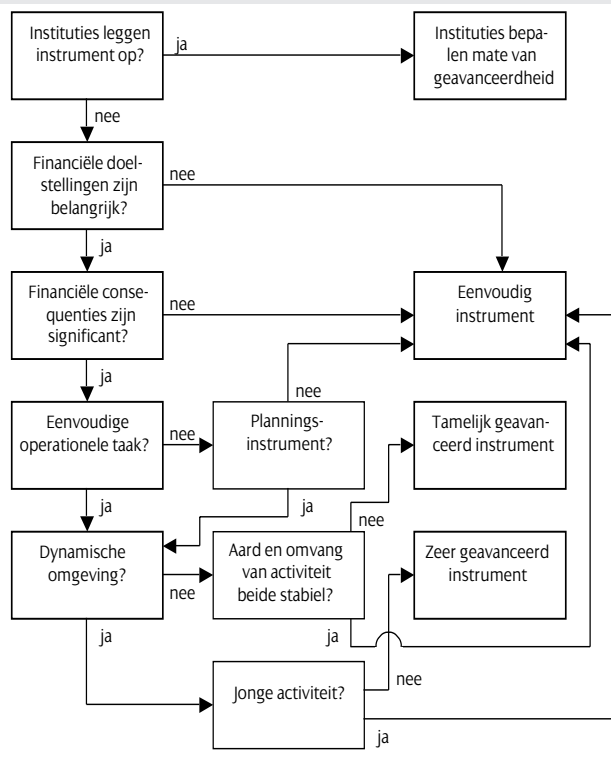 Instituties leggen
instrument op?
ja
Instituties bepa-
len mate van
geavanceerdheid
nee
Financiële doel-
stellingen zijn
belangrijk?
nee
ja
Financiële conse-
quenties zijn
significant?
nee
Eenvoudig
instrument
ja
nee
Eenvoudige
operationele taak?
nee
Plannings-
instrument?
Tamelijk geavan-
ceerd instrument
ja
ja
nee
Dynamische
omgeving?
nee
Aard en omvang
van activiteit
beide stabiel?
Zeer geavanceerd
instrument
ja
ja
Jonge activiteit?
nee
ja